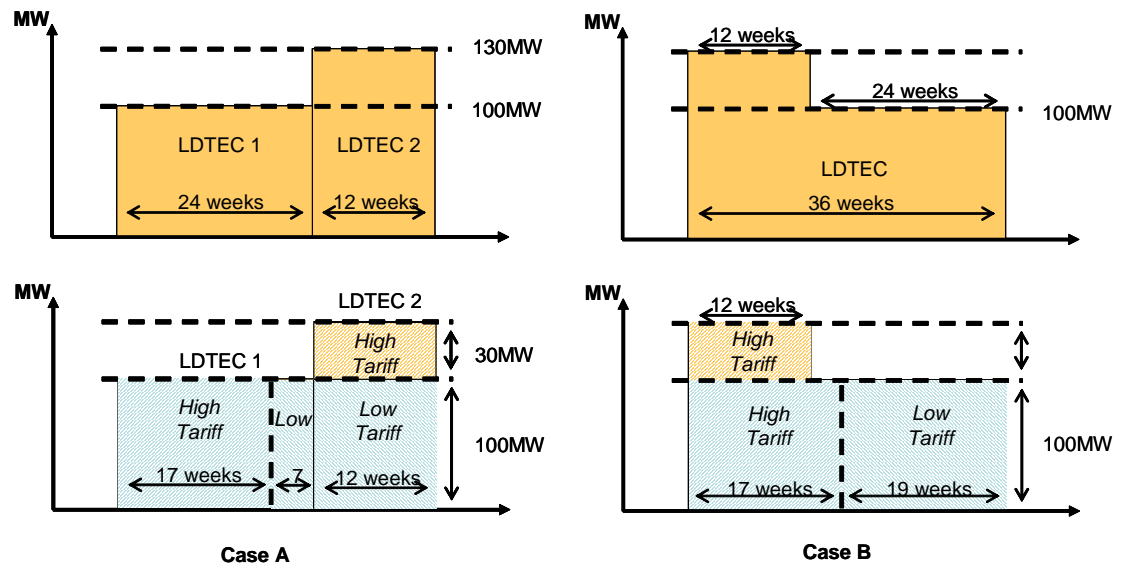 MW
130MW
100MW
LDTEC 1
LDTEC 2
24 weeks
12 weeks
MW
12 weeks
24 weeks
100MW
LDTEC
36 weeks
MW
LDTEC 2
High
Tariff
30MW
LDTEC 1
High
Tariff
Low
Low
Tariff
100MW
17 weeks
7
12 weeks
Case A
MW
12 weeks
High
Tariff
High
Tariff
Low
Tariff
100MW
17 weeks
19 weeks
Case B